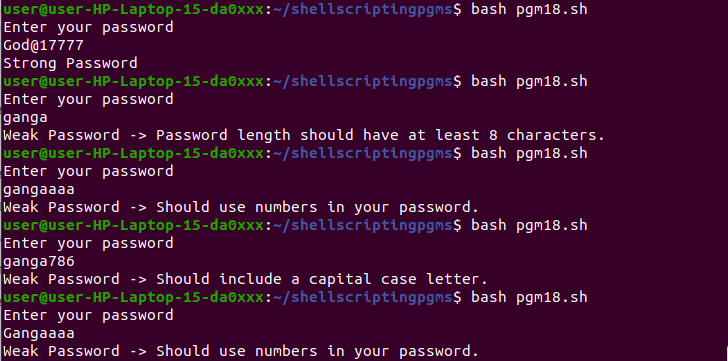 user@user-HP-Laptop-15-da0xxx:~/shellscriptingpgms$ bash pgm18.sh
Enter your password
God@17777
Strong Password
user@user-HP-Laptop-15-da0xxx:~/shellscriptingpgms$ bash pgm18.sh
Enter your password
ganga
Weak Password -> Password length should have at least 8 characters.
user@user-HP-Laptop-15-da0xxx:~/shellscriptingpgms$ bash pgm18.sh
Enter your password
gangaaaa
Weak Password -> Should use numbers in your password.
user@user-HP-Laptop-15-da0xxx:~/shellscriptingpgms$ bash pgm18.sh
Enter your password
ganga786
Weak Password -> Should include a capital case letter.
user@user-HP-Laptop-15-da0xxx:~/shellscriptingpgms$ bash pgm18.sh
Enter your password
Gangaaaa
Weak Password -> Should use numbers in your password.